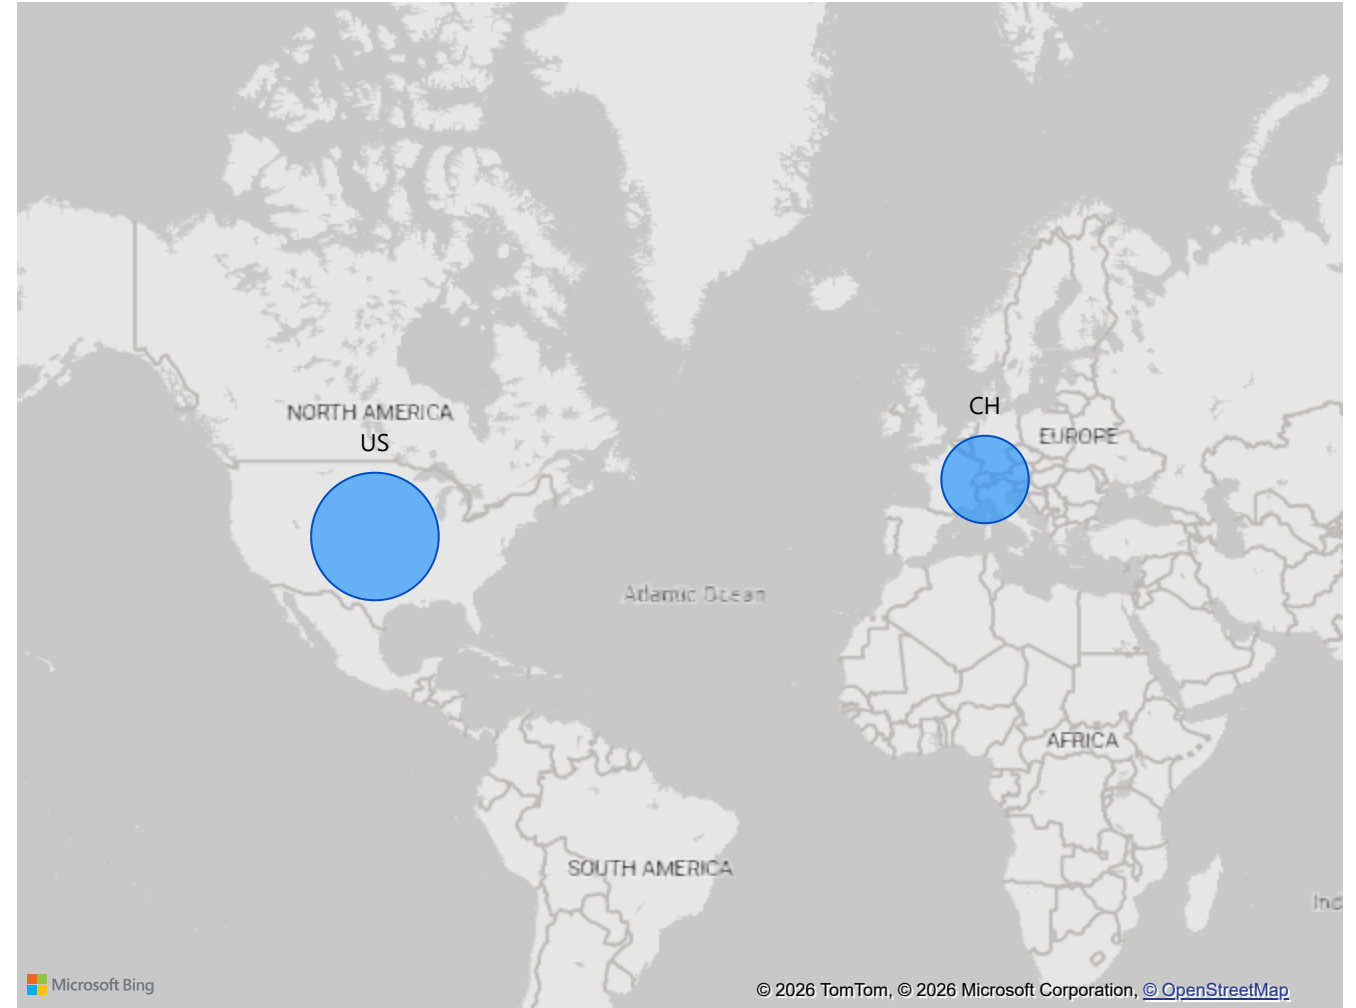 NORTH AMERICA
US
CH
EUROPE
Atlantic Ocean
AFRICA
SOUTH AMERICA
Ind
Microsoft Bing
© 2026 TomTom, © 2026 Microsoft Corporation, © OpenStreetMap